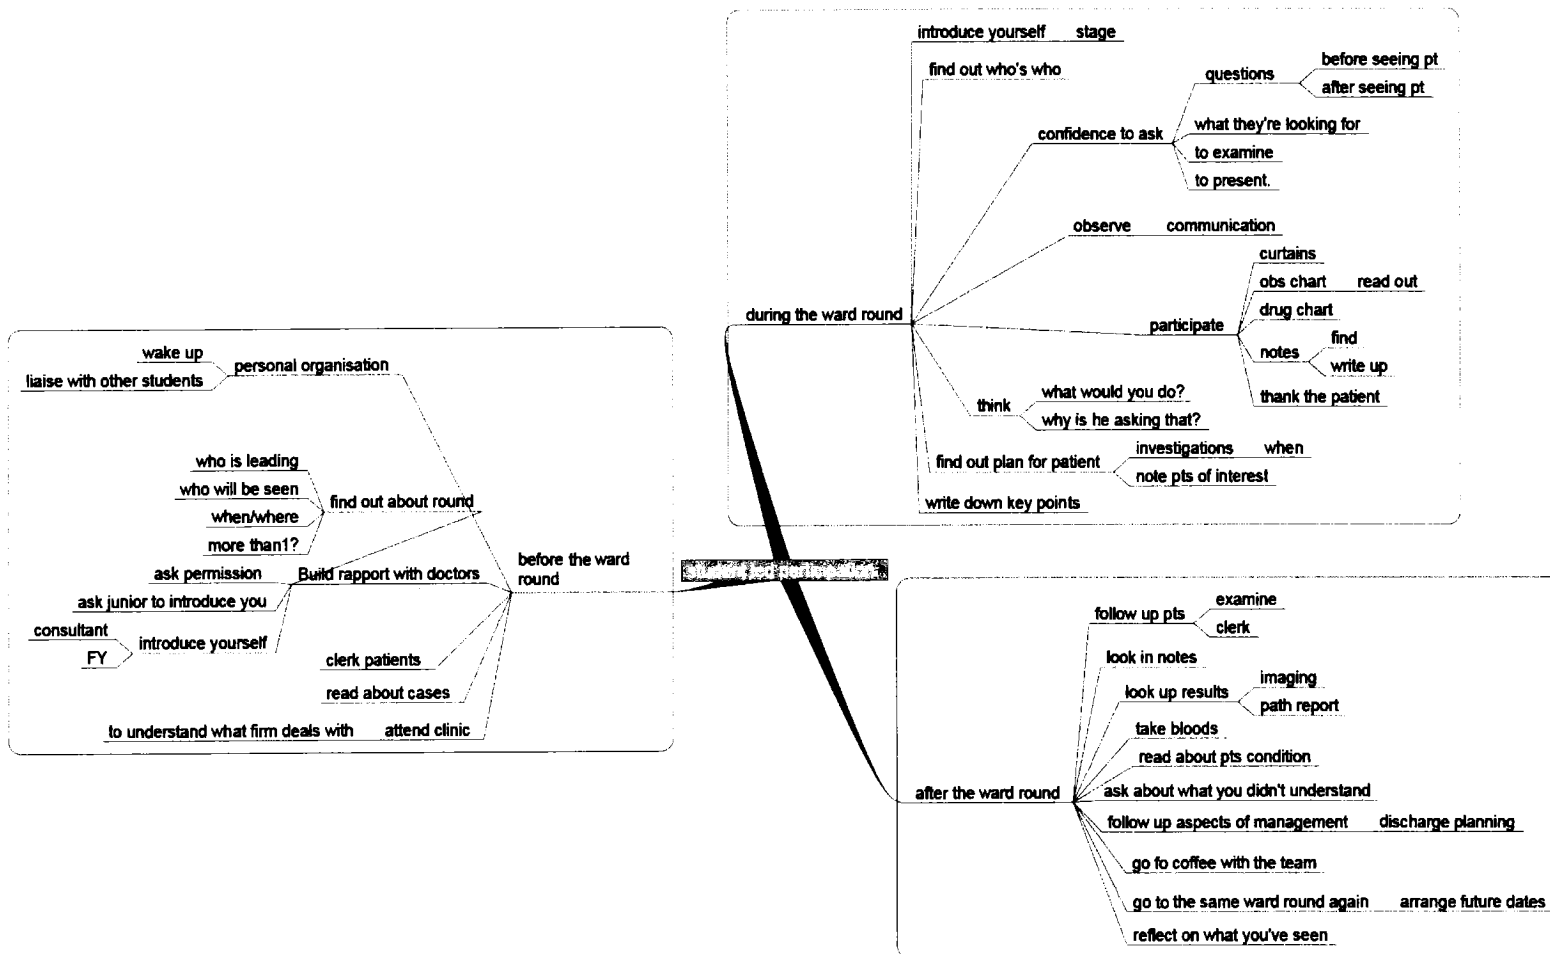 wake up
personal organisation
liaise with other students
who is leading
who will be seen
find out about round
when/where
more than1?
ask permission
Build rapport with doctors
ask junior to introduce you
consultant
introduce yourself
FY
clerk patients
read about cases
to understand what firm deals with attend clinic
before the ward
round
during the ward round
introduce yourself stage
find out who's who
confidence to ask
questions
before seeing pt
after seeing pt
what they're looking for
to examine
to present.
observe communication
participate
curtains
obs chart read out
drug chart
notes
find
write up
thank the patient
think
what would you do?
why is he asking that?
find out plan for patient
investigations when
note pts of interest
write down key points
after the ward round
follow up pts
examine
clerk
look in notes
look up results
imaging
path report
take bloods
read about pts condition
ask about what you didn't understand
follow up aspects of management discharge planning
go fo coffee with the team
go to the same ward round again arrange future dates
reflect on what you've seen